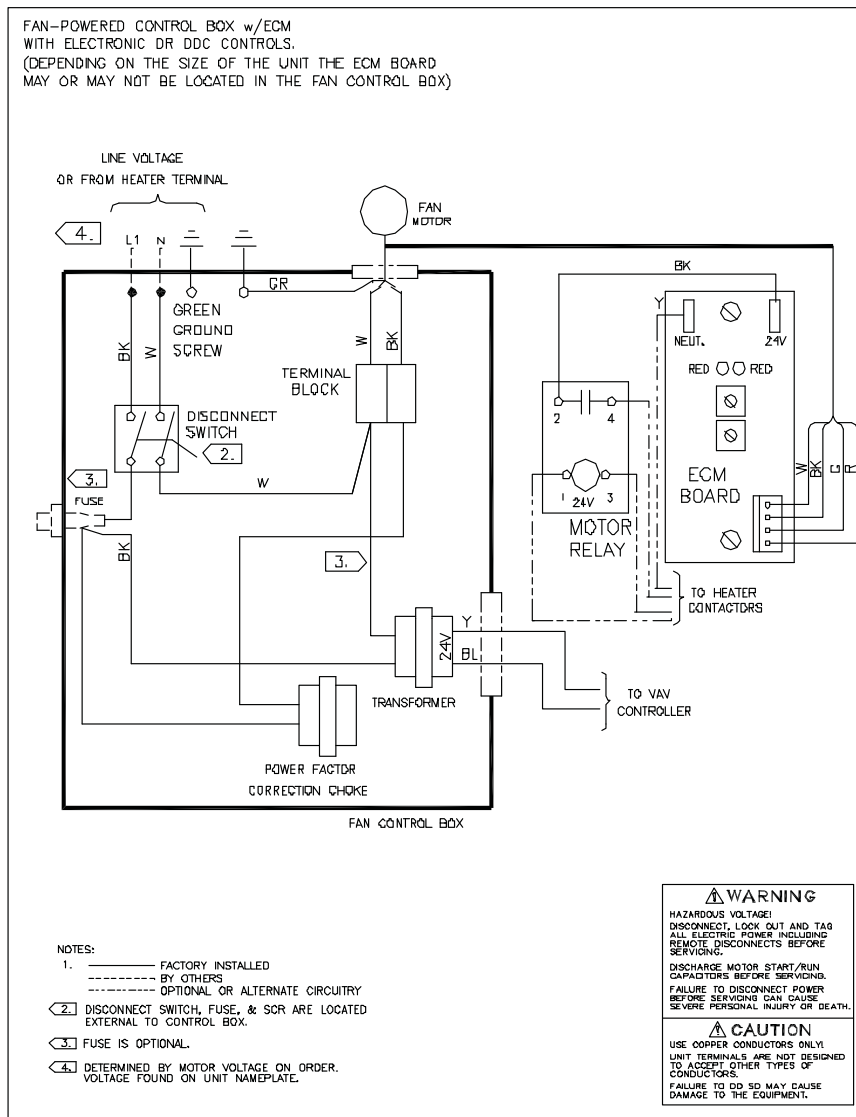 FAN-POWERED CONTROL BOX w/ECM
WITH ELECTRONIC OR DDC CONTROLS.
(DEPENDING ON THE SIZE OF THE UNIT THE ECM BOARD
MAY OR MAY NOT BE LOCATED IN THE FAN CONTROL BOX)
LINE VOLTAGE
OR FROM HEATER TERMINAL
FAN
MOTOR
4.
L1
N
GR
BK
GREEN
GROUND
SCREW
Y
NEUT.
24V
BK
W
W
BK
TERMINAL
BLOCK
RED
RED
DISCONNECT
SWITCH
2
4
2.
3.
FUSE
W
ECM
BOARD
W
BK
G
R
1
24V
3
MOTOR
RELAY
BK
3.
TO HEATER
CONTACTORS
Y
24V
BL
TRANSFORMER
TO VAV
CONTROLLER
POWER FACTOR
CORRECTION CHOKE
FAN CONTROL BOX
NOTES:
1. FACTORY INSTALLED
BY OTHERS
OPTIONAL OR ALTERNATE CIRCUITRY
2. DISCONNECT SWITCH, FUSE, & SCR ARE LOCATED
EXTERNAL TO CONTROL BOX.
3. FUSE IS OPTIONAL.
4. DETERMINED BY MOTOR VOLTAGE ON ORDER.
VOLTAGE FOUND ON UNIT NAMEPLATE.
WARNING
HAZARDOUS VOLTAGE!
DISCONNECT, LOCK OUT AND TAG
ALL ELECTRIC POWER INCLUDING
REMOTE DISCONNECTS BEFORE
SERVICING.
DISCHARGE MOTOR START/RUN
CAPACITORS BEFORE SERVICING.
FAILURE TO DISCONNECT POWER
BEFORE SERVICING CAN CAUSE
SEVERE PERSONAL INJURY OR DEATH.
CAUTION
USE COPPER CONDUCTORS ONLY!
UNIT TERMINALS ARE NOT DESIGNED
TO ACCEPT OTHER TYPES OF
CONDUCTORS.
FAILURE TO DO SO MAY CAUSE
DAMAGE TO THE EQUIPMENT.